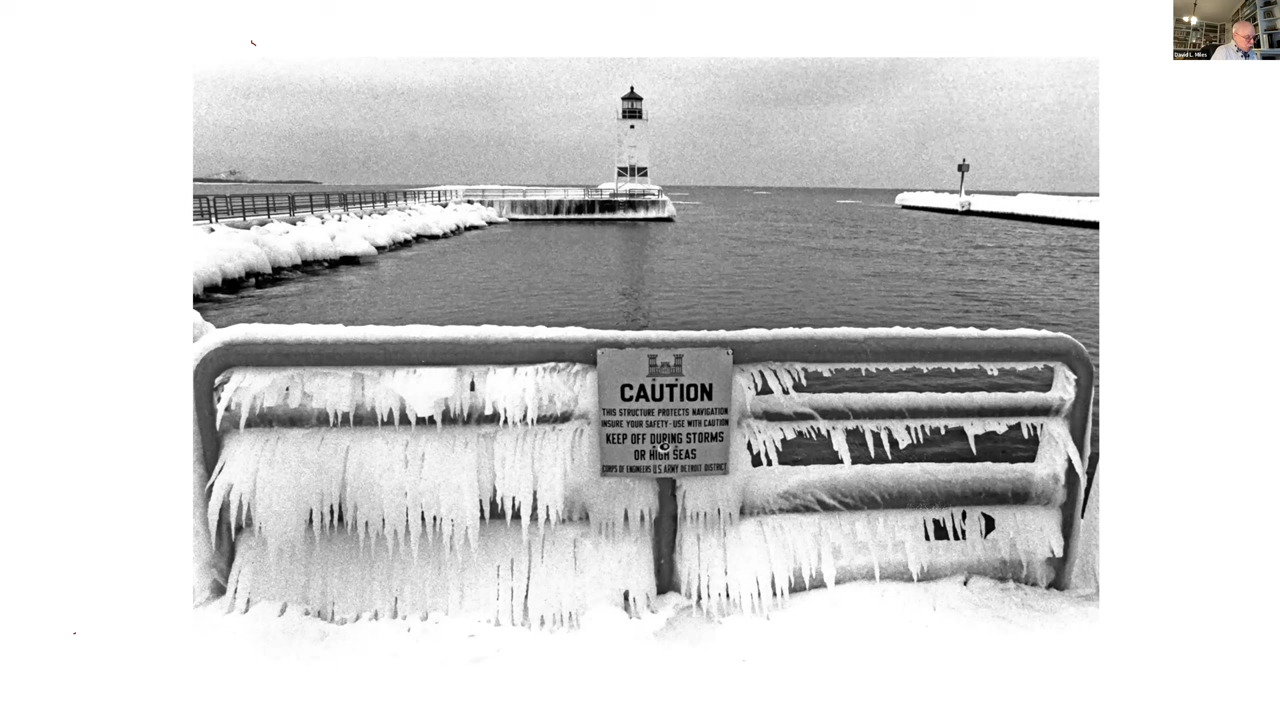 David L. Miles
CAUTION
THIS STRUCTURE PROTECTS NAVIGATION
INSURE YOUR SAFETY - USE WITH CAUTION
KEEP OFF DURING STORMS
OR HIGH SEAS
CORPS OF ENGINEERS U.S. ARMY DETROIT DISTRICT